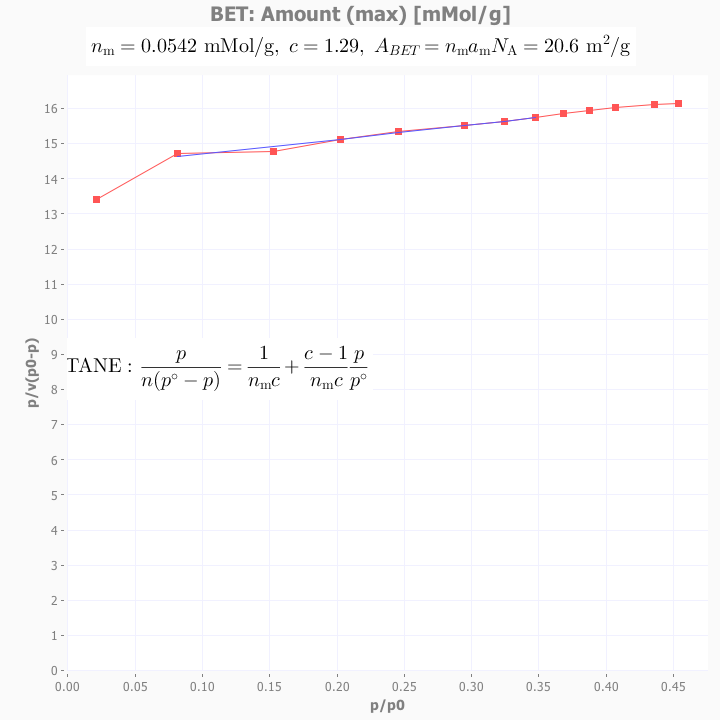 BET: Amount (max) [mMol/g]
n_m = 0.0542 mMol/g, c = 1.29, A_BET = n_m a_m N_A = 20.6 m²/g
16
15
14
13
12
11
10
9
TANE : p / n(p° − p) = 1 / n_m c + c − 1 / n_m c p / p°
8
7
6
5
4
3
2
1
0
p/v(p0-p)
0.00 0.05 0.10 0.15 0.20 0.25 0.30 0.35 0.40 0.45
p/p0